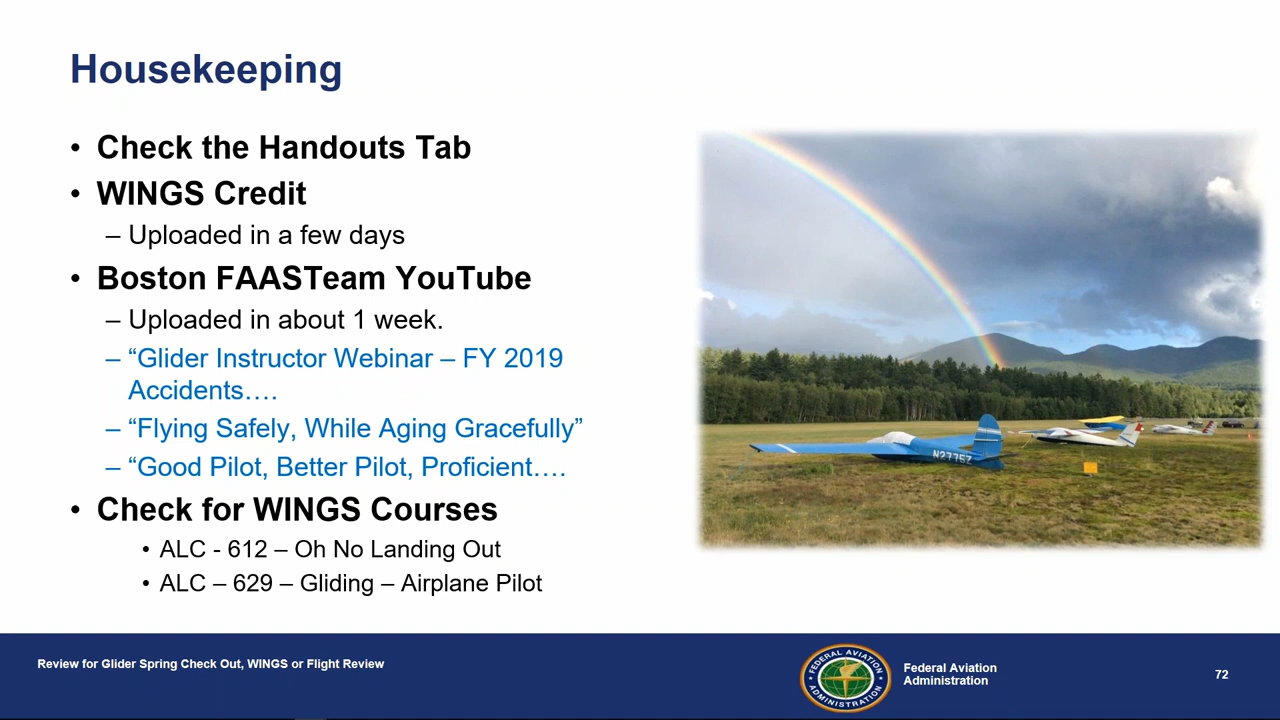 Housekeeping
• Check the Handouts Tab
• WINGS Credit
– Uploaded in a few days
• Boston FAASTeam YouTube
– Uploaded in about 1 week.
– “Glider Instructor Webinar – FY 2019
Accidents….
– “Flying Safely, While Aging Gracefully”
– “Good Pilot, Better Pilot, Proficient….
• Check for WINGS Courses
• ALC - 612 – Oh No Landing Out
• ALC – 629 – Gliding – Airplane Pilot
N2775Z
Review for Glider Spring Check Out, WINGS or Flight Review
FEDERAL AVIATION
ADMINISTRATION
Federal Aviation
Administration
72